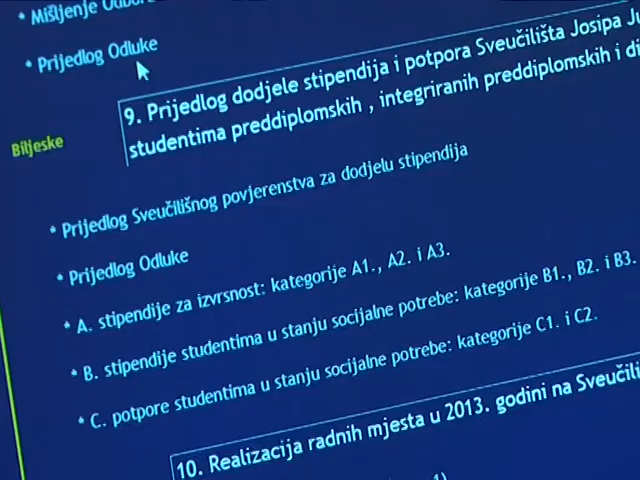 * Mišljenje
* Prijedlog Odluke
9. Prijedlog dodjele stipendija i potpora Sveučilišta Josipa
studentima preddiplomskih , integriranih preddiplomskih i
Bilješke
* Prijedlog Sveučilišnog povjerenstva za dodjelu stipendija
* Prijedlog Odluke
* A. stipendije za izvrsnost: kategorije A1., A2. i A3.
* B. stipendije studentima u stanju socijalne potrebe: kategorije B1., B2. i B3.
* C. potpore studentima u stanju socijalne potrebe: kategorije C1. i C2.
10. Realizacija radnih mjesta u 2013. godini na